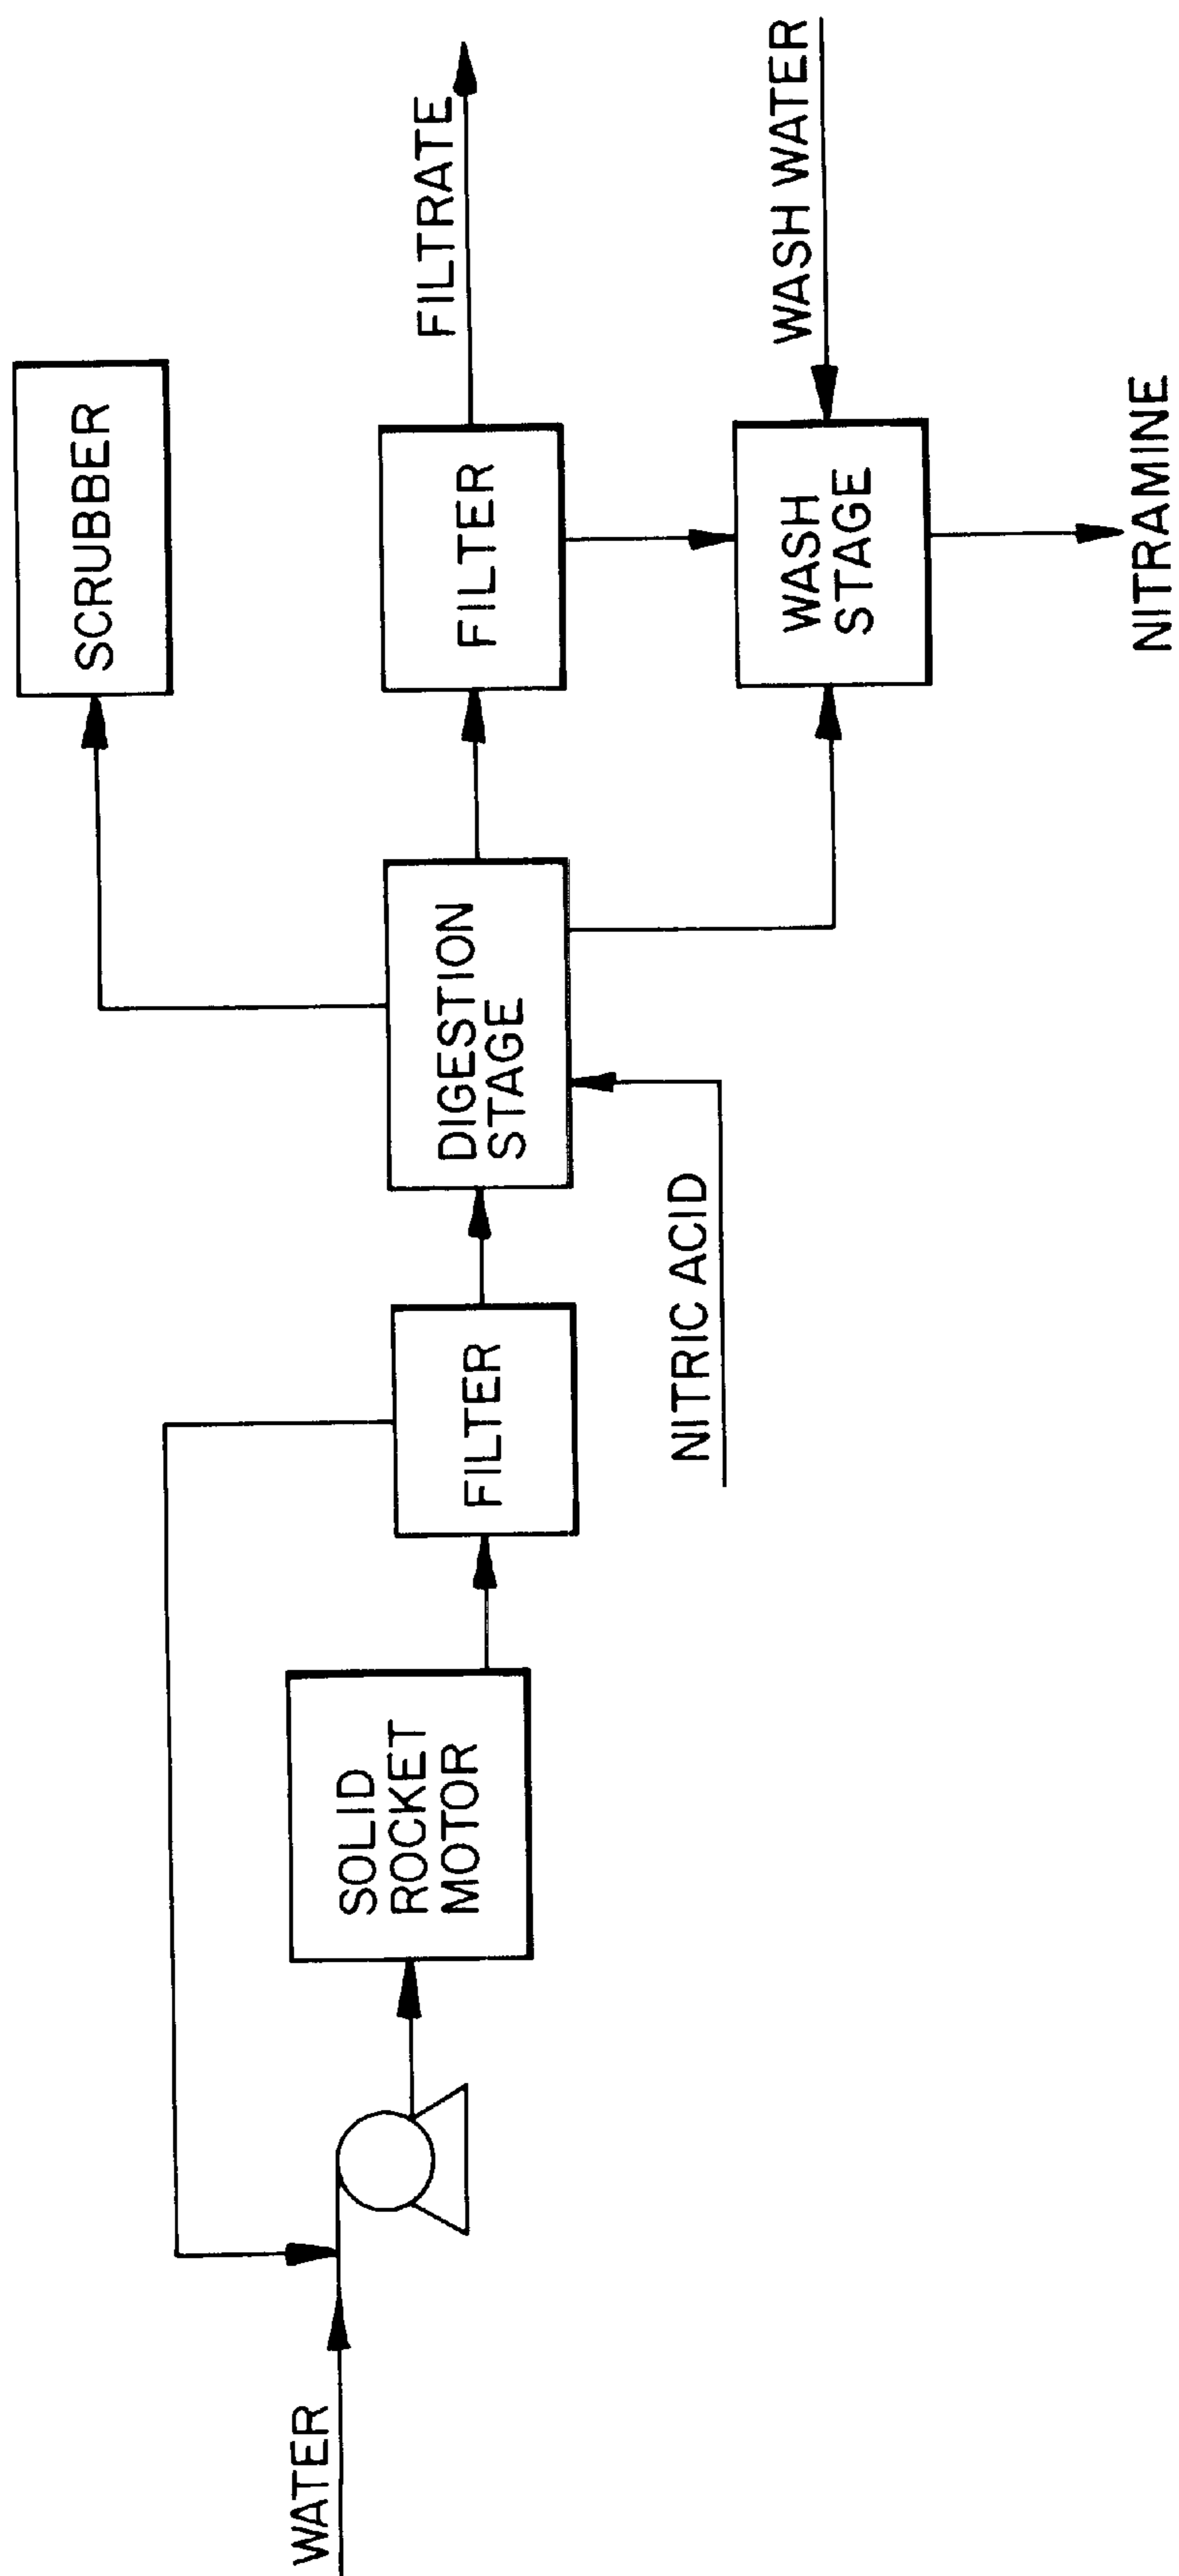 WATER
SOLID
ROCKET
MOTOR
FILTER
NITRIC ACID
DIGESTION
STAGE
SCRUBBER
FILTER
FILTRATE
WASH
STAGE
WASH WATER
NITRAMINE